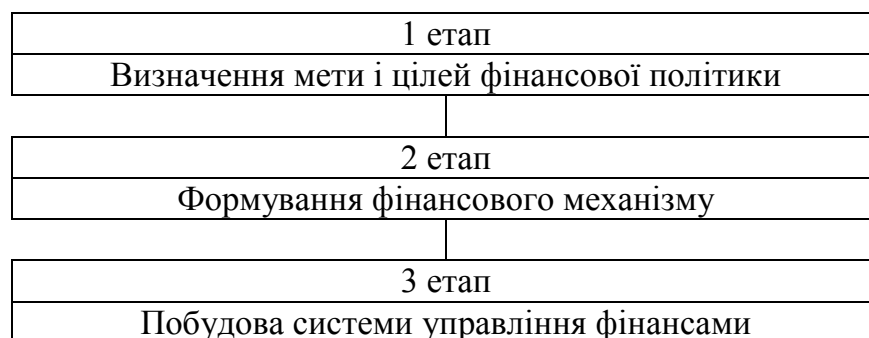 1 етап
Визначення мети і цілей фінансової політики
2 етап
Формування фінансового механізму
3 етап
Побудова системи управління фінансами